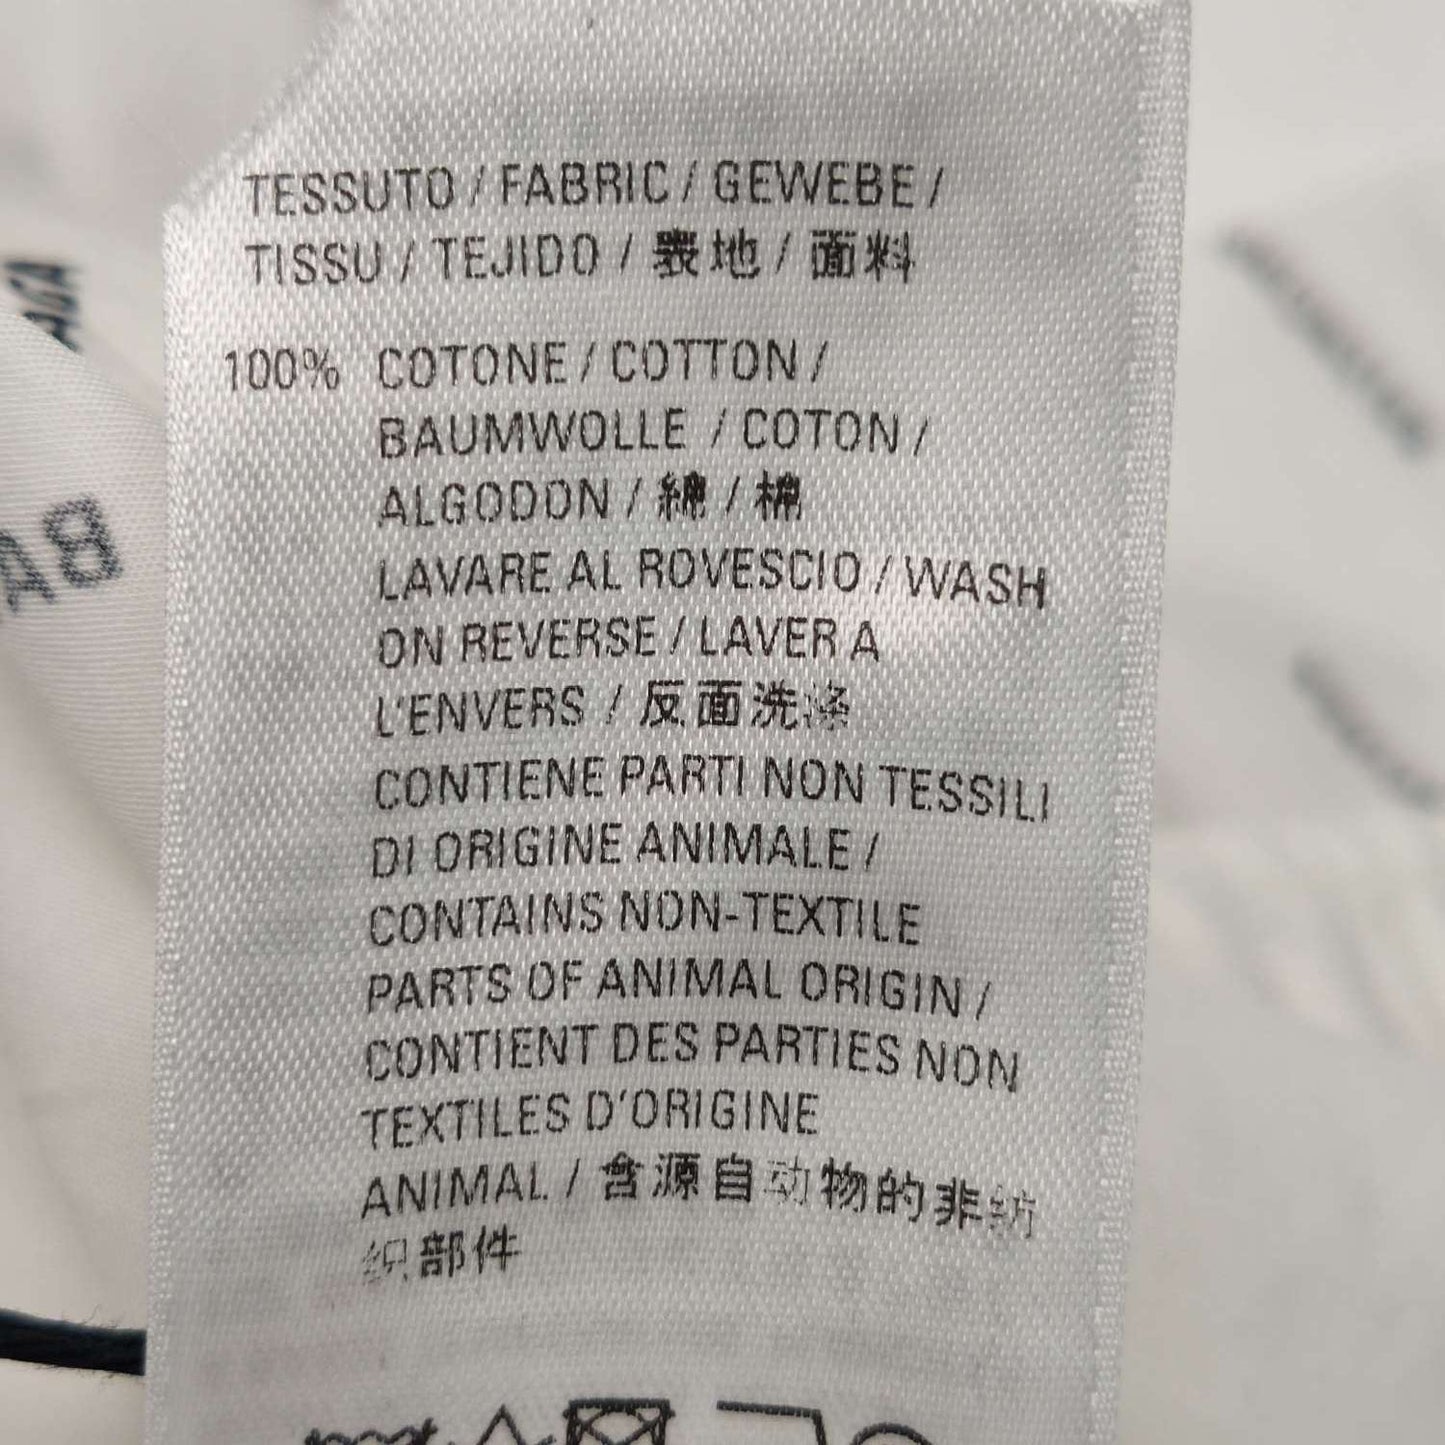 TESSUTO / FABRIC / GEWEBE /
TISSU / TEJIDO / 表地 / 面料
100% COTONE / COTTON /
BAUMWOLLE / COTON /
ALGODON / 綿 / 棉
LAVARE AL ROVESCIO / WASH
ON REVERSE / LAVER A
L'ENVERS / 反面洗涤
CONTIENE PARTI NON TESSILI
DI ORIGINE ANIMALE /
CONTAINS NON-TEXTILE
PARTS OF ANIMAL ORIGIN /
CONTIENT DES PARTIES NON
TEXTILES D'ORIGINE
ANIMAL / 含源自动物的非纺
织部件